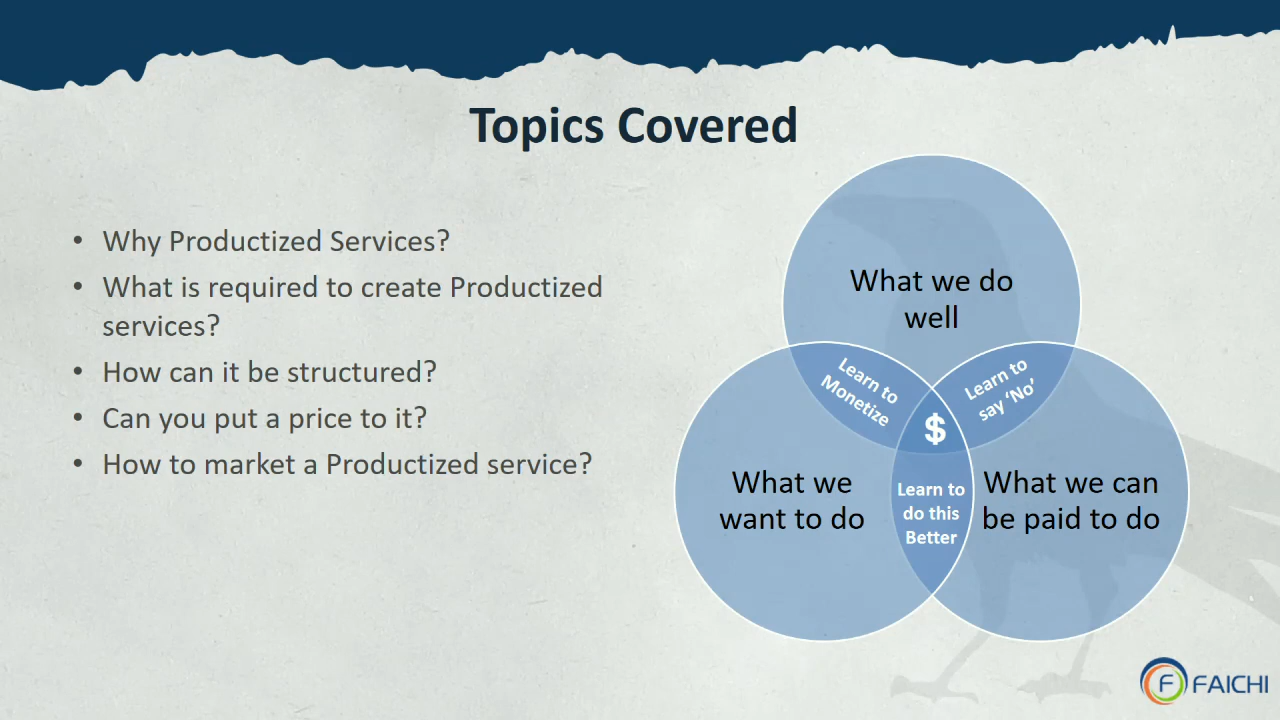 Topics Covered
• Why Productized Services?
• What is required to create Productized
services?
• How can it be structured?
• Can you put a price to it?
• How to market a Productized service?
What we do
well
Learn to
Monetize
Learn to
say ‘No’
$
What we
want to do
Learn to
do this
Better
What we can
be paid to do
F FAICHI